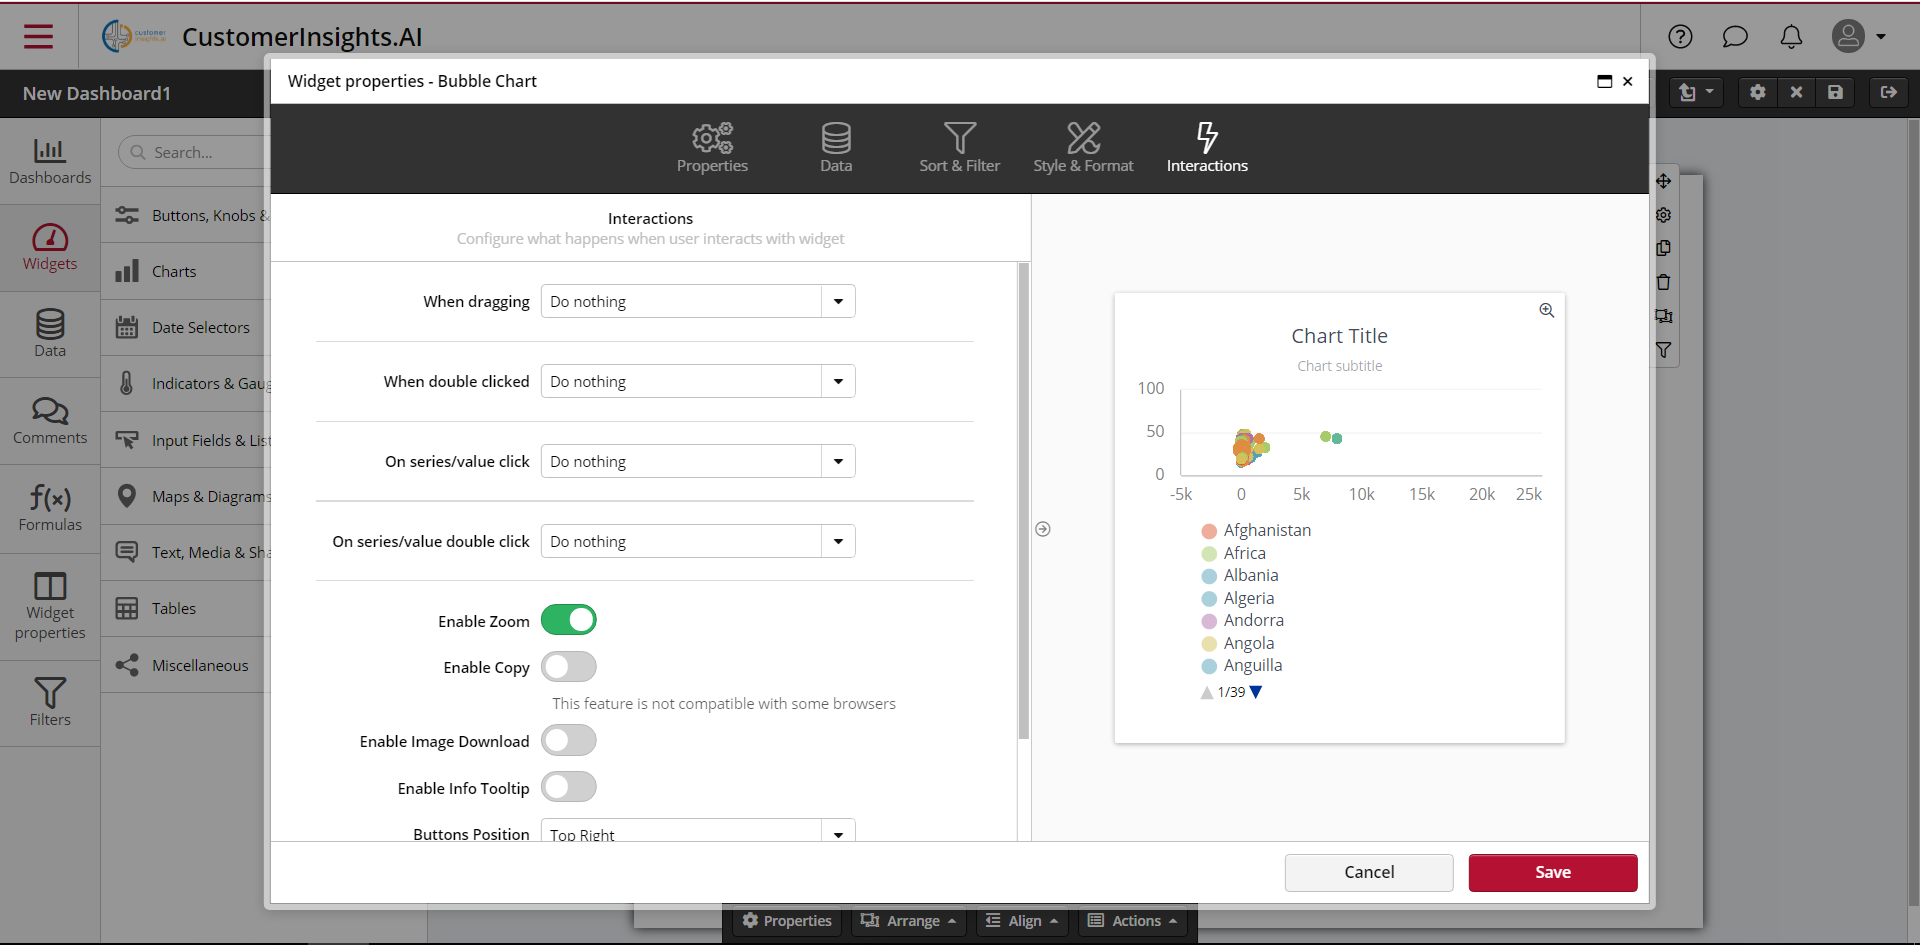 customer
insights.ai
CustomerInsights.AI
New Dashboard1
Dashboards
Widgets
Data
Comments
f(x)
Formulas
Widget
properties
Filters
Search...
Buttons, Knobs &
Charts
Date Selectors
Indicators & Gau
Input Fields & List
Maps & Diagrams
Text, Media & Sha
Tables
Miscellaneous
Widget properties - Bubble Chart
Properties
Data
Sort & Filter
Style & Format
Interactions
Interactions
Configure what happens when user interacts with widget
When dragging Do nothing
When double clicked Do nothing
On series/value click Do nothing
On series/value double click Do nothing
Enable Zoom
Enable Copy
This feature is not compatible with some browsers
Enable Image Download
Enable Info Tooltip
Buttons Position Top Right
Chart Title
Chart subtitle
100
50
0
-5k 0 5k 10k 15k 20k 25k
Afghanistan
Africa
Albania
Algeria
Andorra
Angola
Anguilla
1/39
Cancel Save
Properties Arrange Align Actions